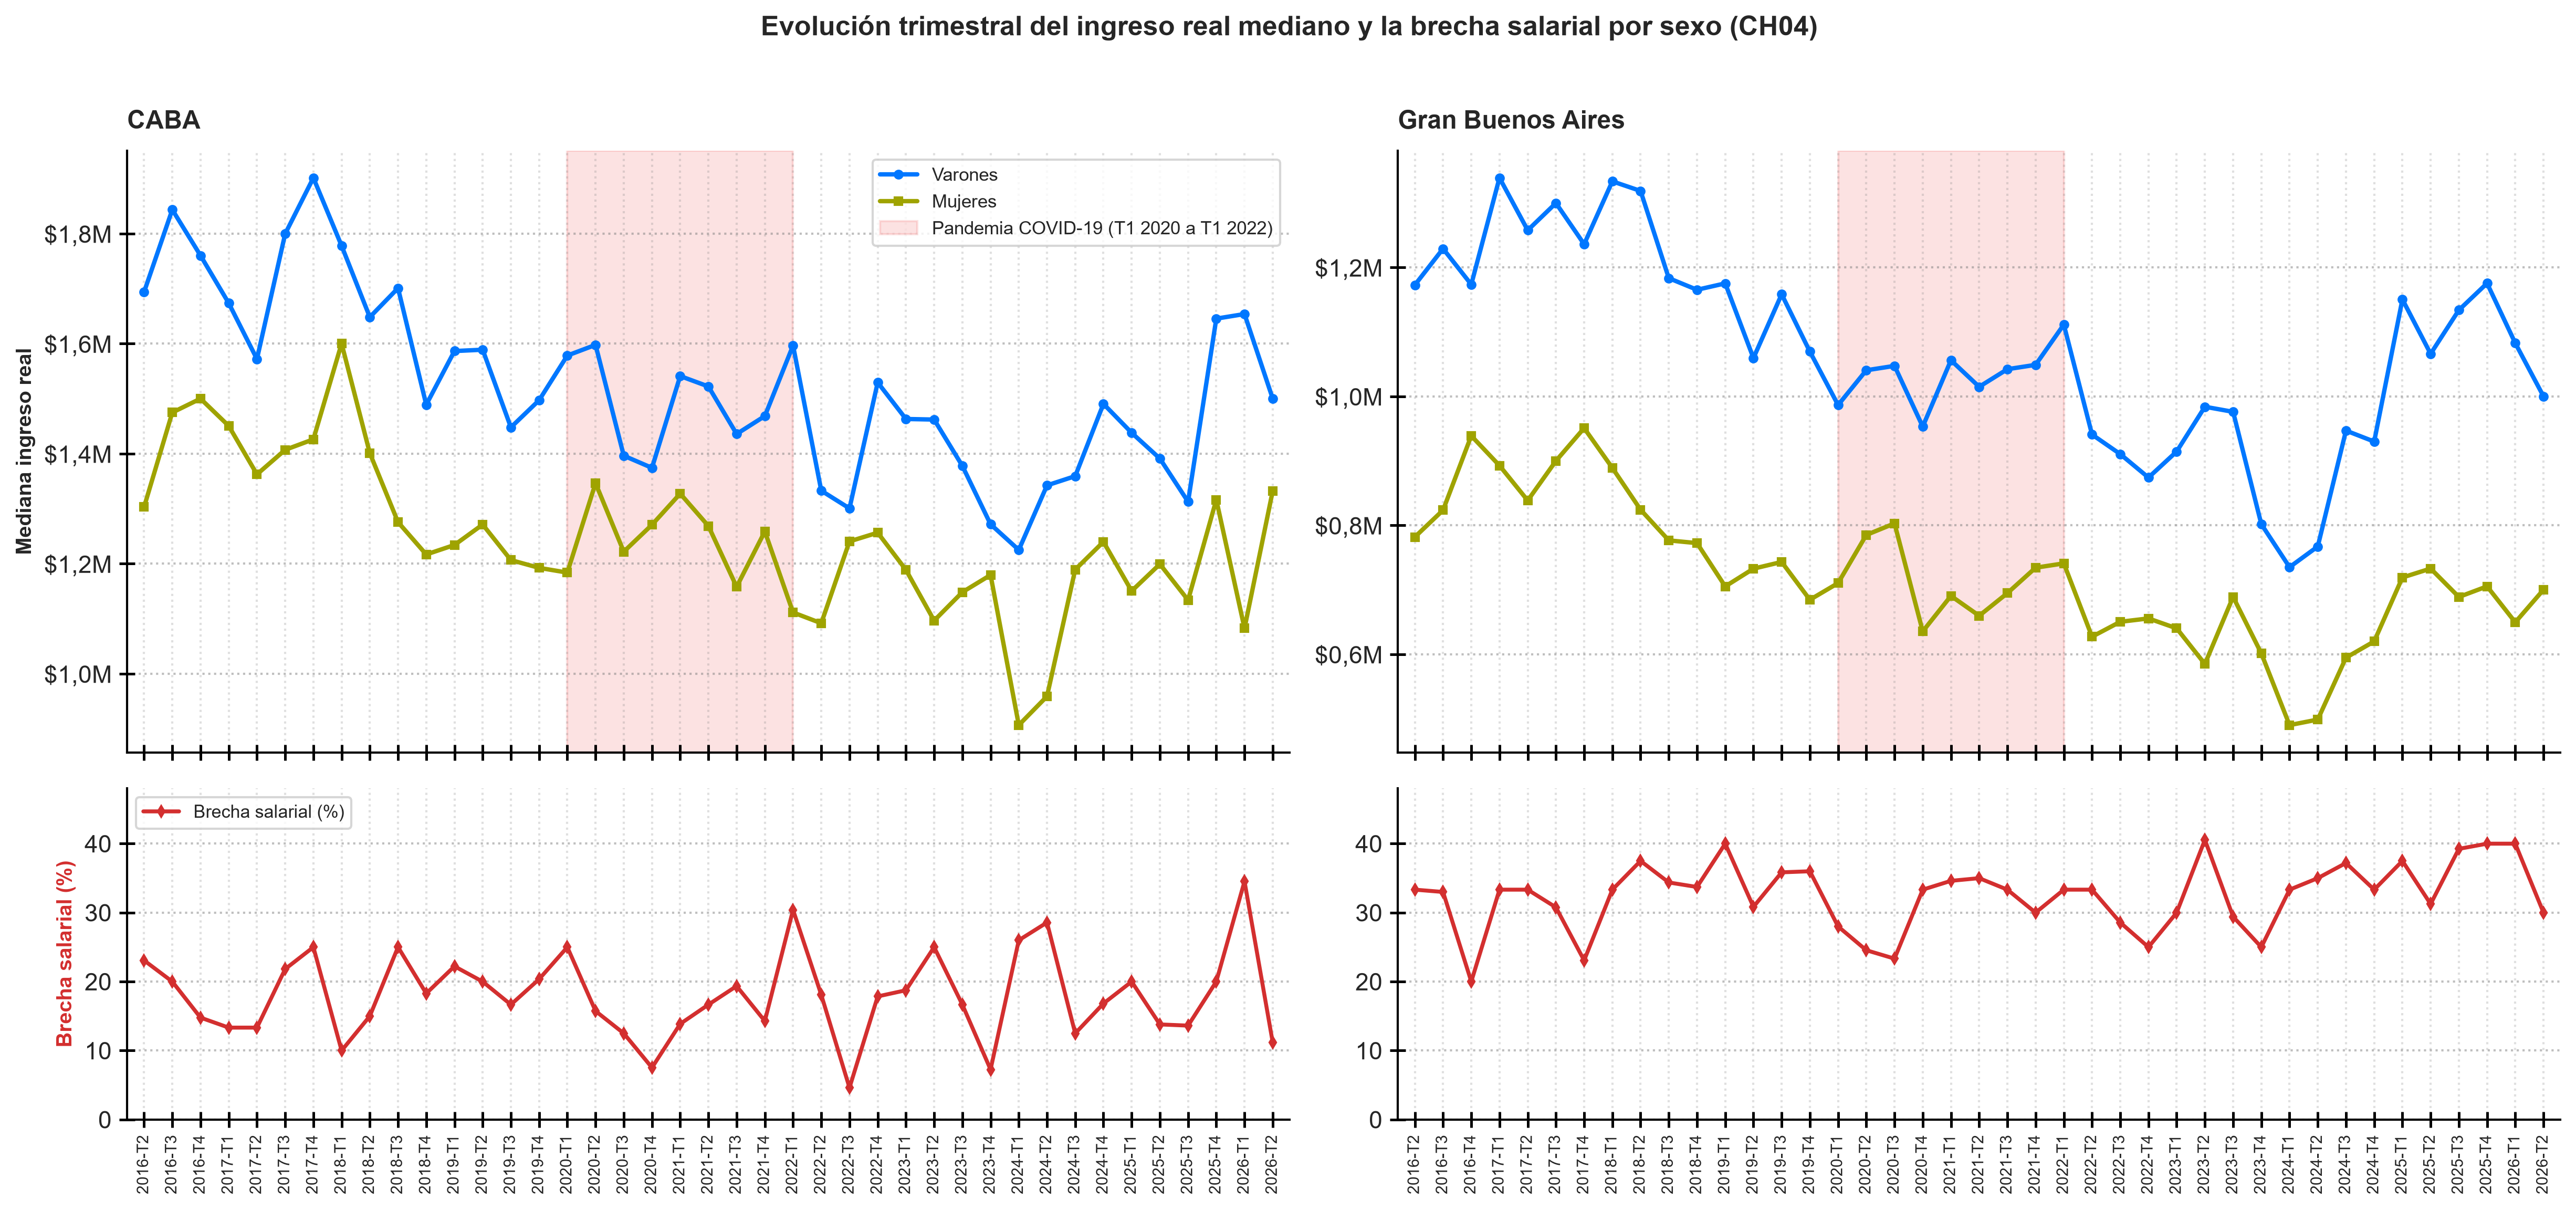 Evolución trimestral del ingreso real mediano y la brecha salarial por sexo (CH04)
CABA
Mediana ingreso real
$1,8M
$1,6M
$1,4M
$1,2M
$1,0M
Varones
Mujeres
Pandemia COVID-19 (T1 2020 a T1 2022)
Gran Buenos Aires
$1,2M
$1,0M
$0,8M
$0,6M
Brecha salarial (%)
40
30
20
10
0
Brecha salarial (%)
2016-T2
2016-T3
2016-T4
2017-T1
2017-T2
2017-T3
2017-T4
2018-T1
2018-T2
2018-T3
2018-T4
2019-T1
2019-T2
2019-T3
2019-T4
2020-T1
2020-T2
2020-T3
2020-T4
2021-T1
2021-T2
2021-T3
2021-T4
2022-T1
2022-T2
2022-T3
2022-T4
2023-T1
2023-T2
2023-T3
2023-T4
2024-T1
2024-T2
2024-T3
2024-T4
2025-T1
2025-T2
2025-T3
2025-T4
2026-T1
2026-T2
40
30
20
10
0
2016-T2
2016-T3
2016-T4
2017-T1
2017-T2
2017-T3
2017-T4
2018-T1
2018-T2
2018-T3
2018-T4
2019-T1
2019-T2
2019-T3
2019-T4
2020-T1
2020-T2
2020-T3
2020-T4
2021-T1
2021-T2
2021-T3
2021-T4
2022-T1
2022-T2
2022-T3
2022-T4
2023-T1
2023-T2
2023-T3
2023-T4
2024-T1
2024-T2
2024-T3
2024-T4
2025-T1
2025-T2
2025-T3
2025-T4
2026-T1
2026-T2